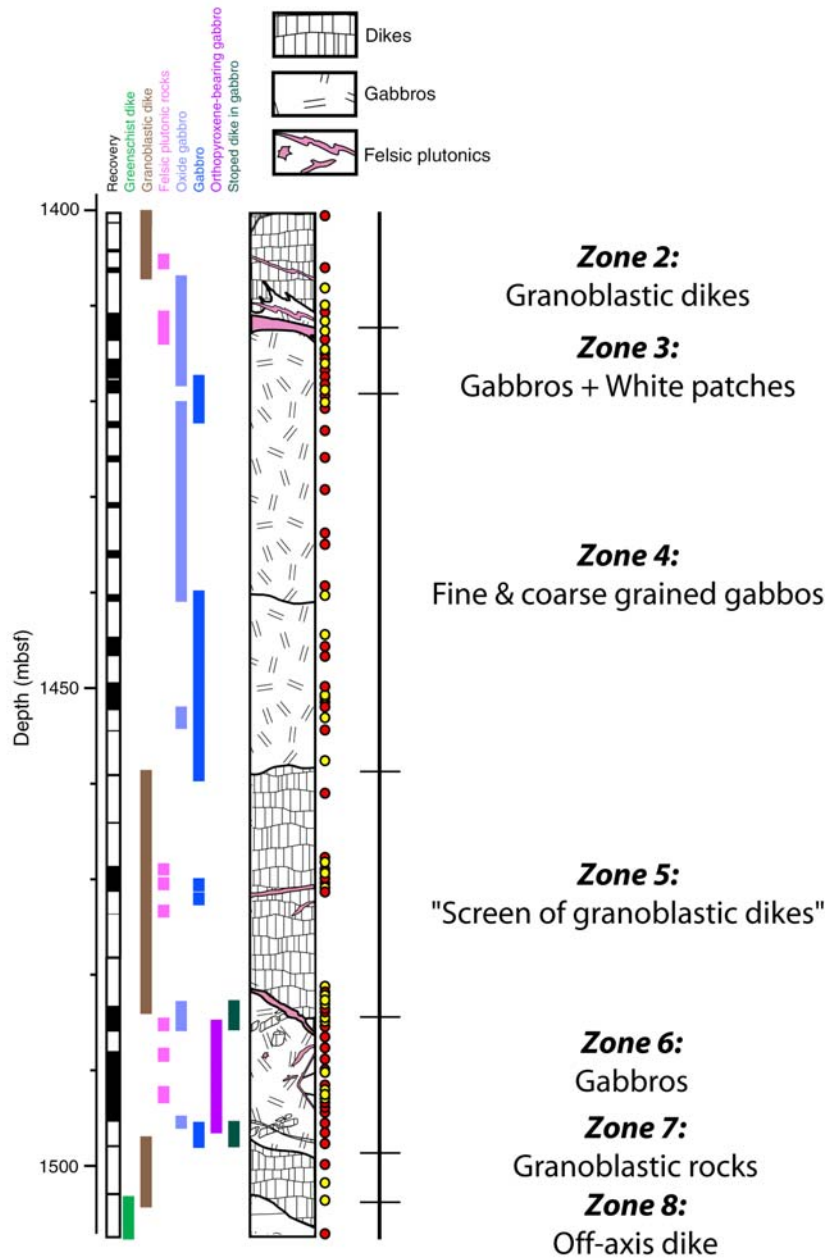 Dikes
Gabbros
Felsic plutonics
Recovery
Greenschist dike
Granoblastic dike
Felsic plutonic rocks
Oxide gabbro
Gabbro
Orthopyroxene-bearing gabbro
Stoped dike in gabbro
Depth (mbsf)
1400
1450
1500
Zone 2:
Granoblastic dikes
Zone 3:
Gabbros + White patches
Zone 4:
Fine & coarse grained gabbos
Zone 5:
"Screen of granoblastic dikes"
Zone 6:
Gabbros
Zone 7:
Granoblastic rocks
Zone 8:
Off-axis dike